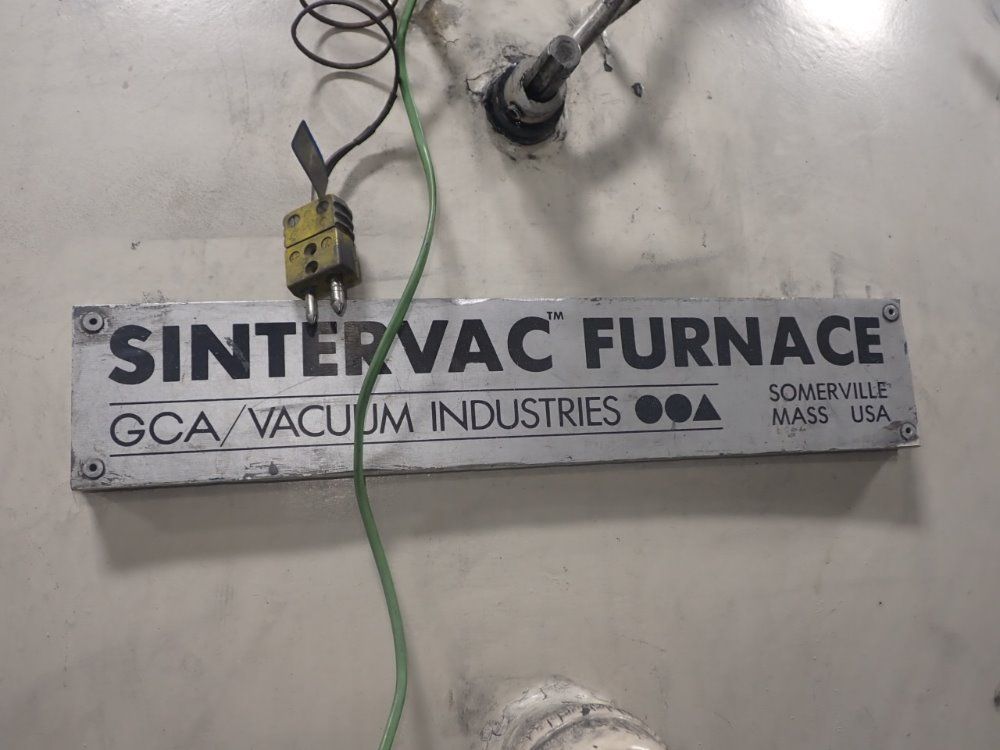 SINTERVAC™ FURNACE
GCA/VACUUM INDUSTRIES
SOMERVILLE
MASS USA